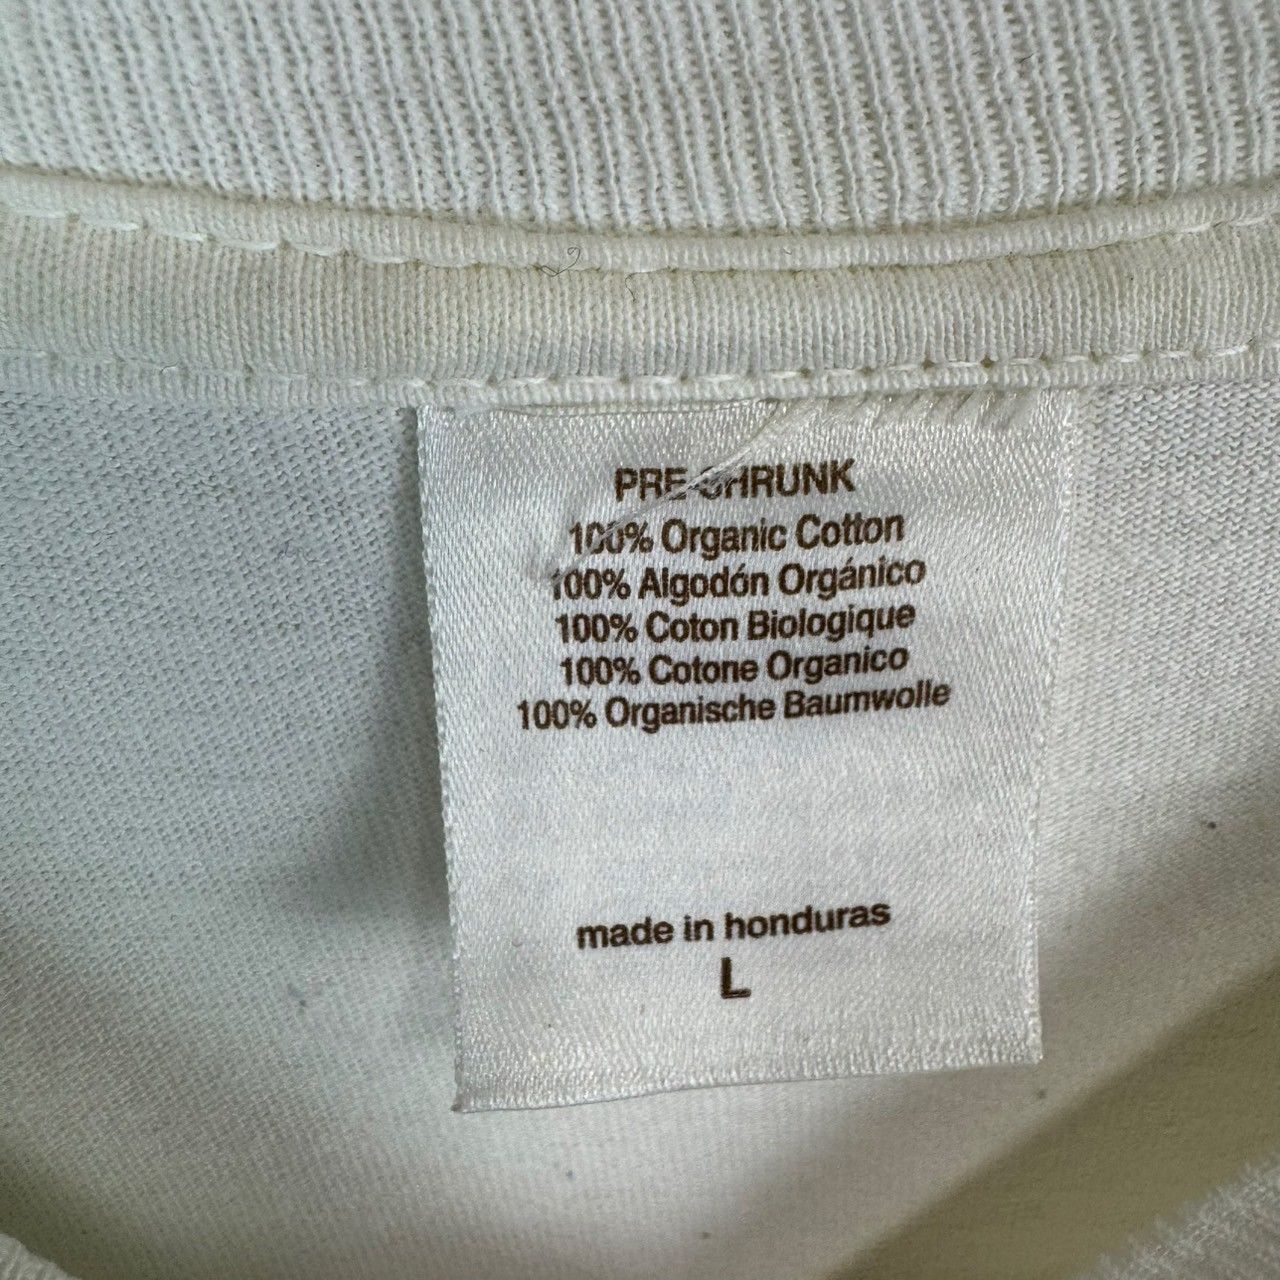 PRE-SHRUNK
100% Organic Cotton
100% Algodón Orgánico
100% Coton Biologique
100% Cotone Organico
100% Organische Baumwolle
made in honduras
L